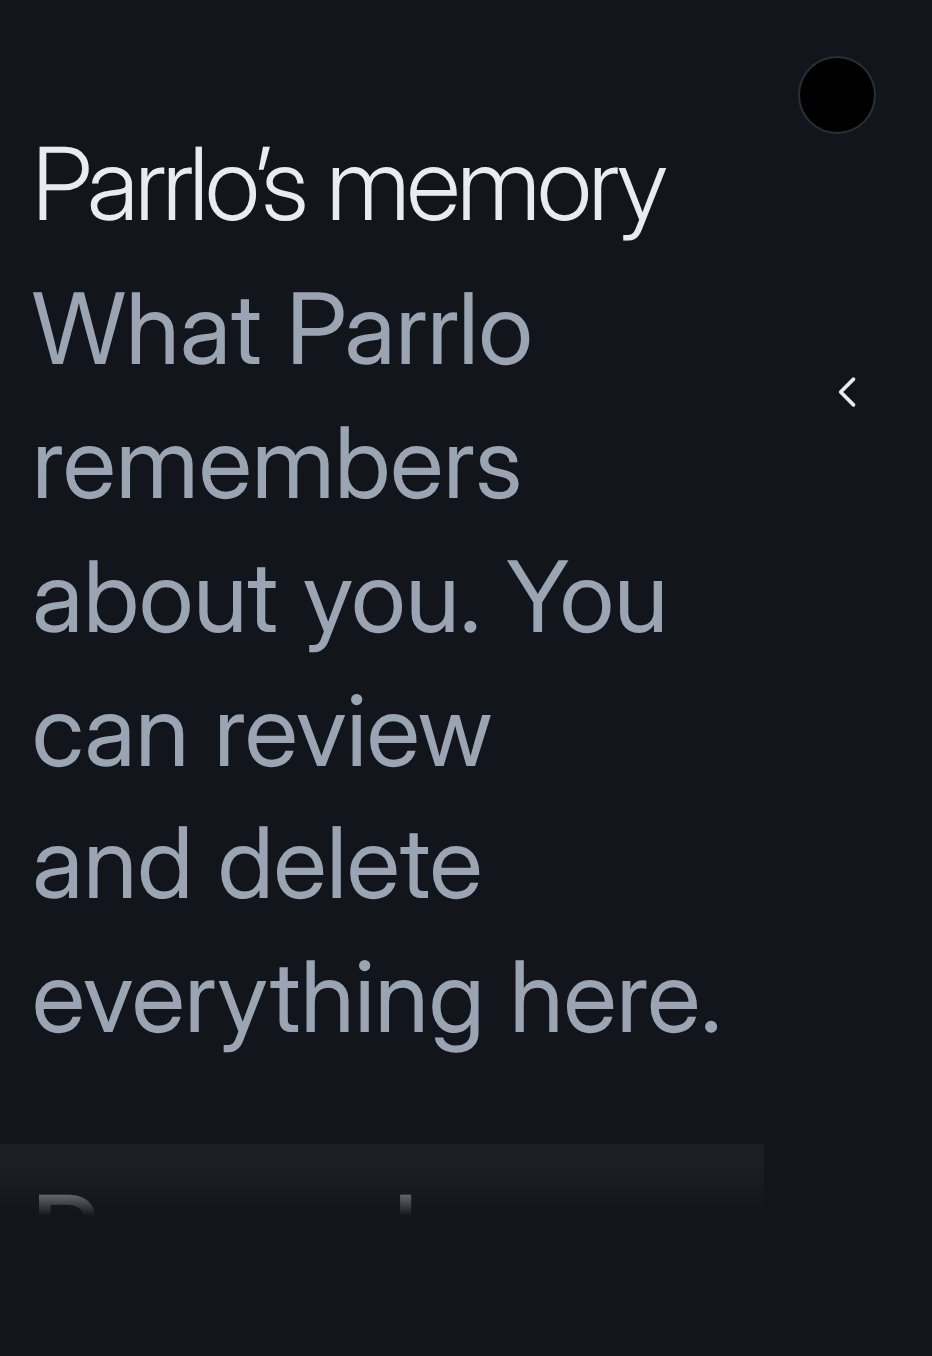 Parrlo’s memory
What Parrlo
remembers
about you. You
can review
and delete
everything here.